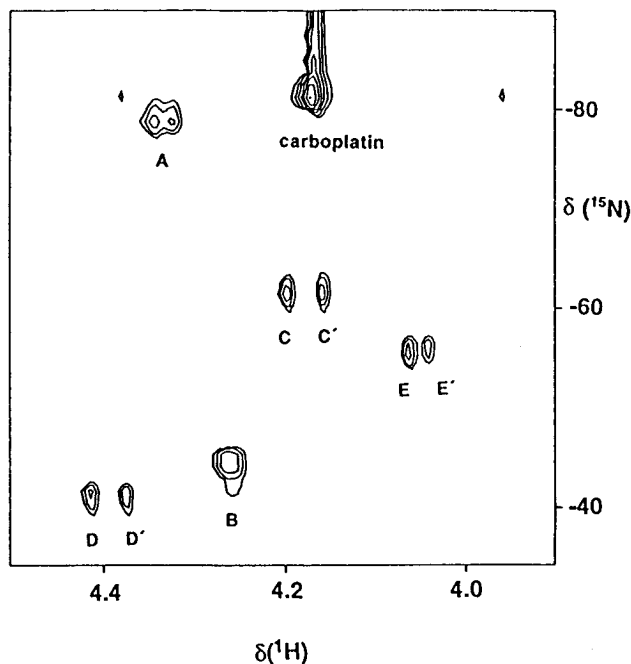 -80
carboplatin
A
δ (¹⁵N)
-60
C C´
E E´
B
D D´
-40
4.4 4.2 4.0
δ(¹H)